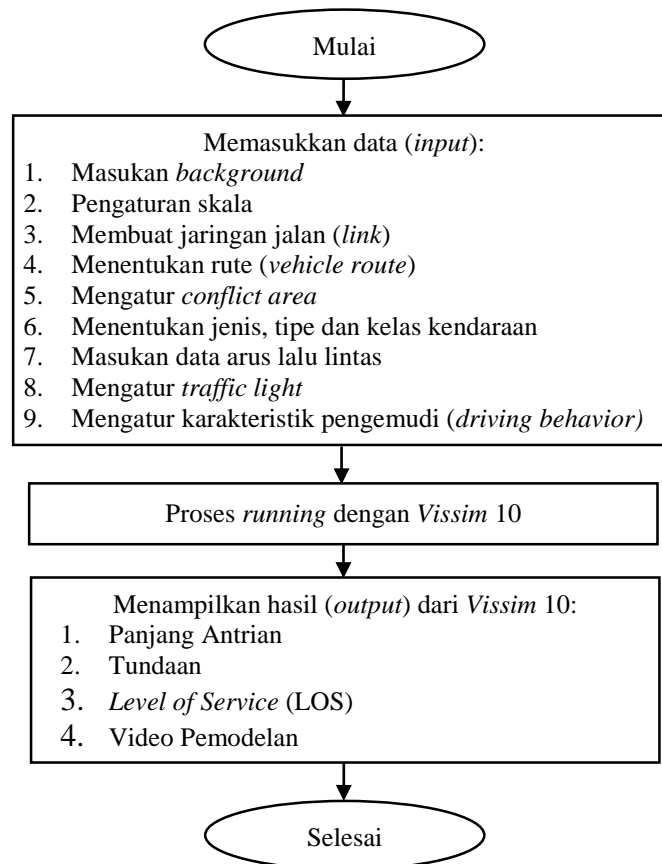 Mulai
Memasukkan data (input):
1. Masukan background
2. Pengaturan skala
3. Membuat jaringan jalan (link)
4. Menentukan rute (vehicle route)
5. Mengatur conflict area
6. Menentukan jenis, tipe dan kelas kendaraan
7. Masukan data arus lalu lintas
8. Mengatur traffic light
9. Mengatur karakteristik pengemudi (driving behavior)
Proses running dengan Vissim 10
Menampilkan hasil (output) dari Vissim 10:
1. Panjang Antrian
2. Tundaan
3. Level of Service (LOS)
4. Video Pemodelan
Selesai